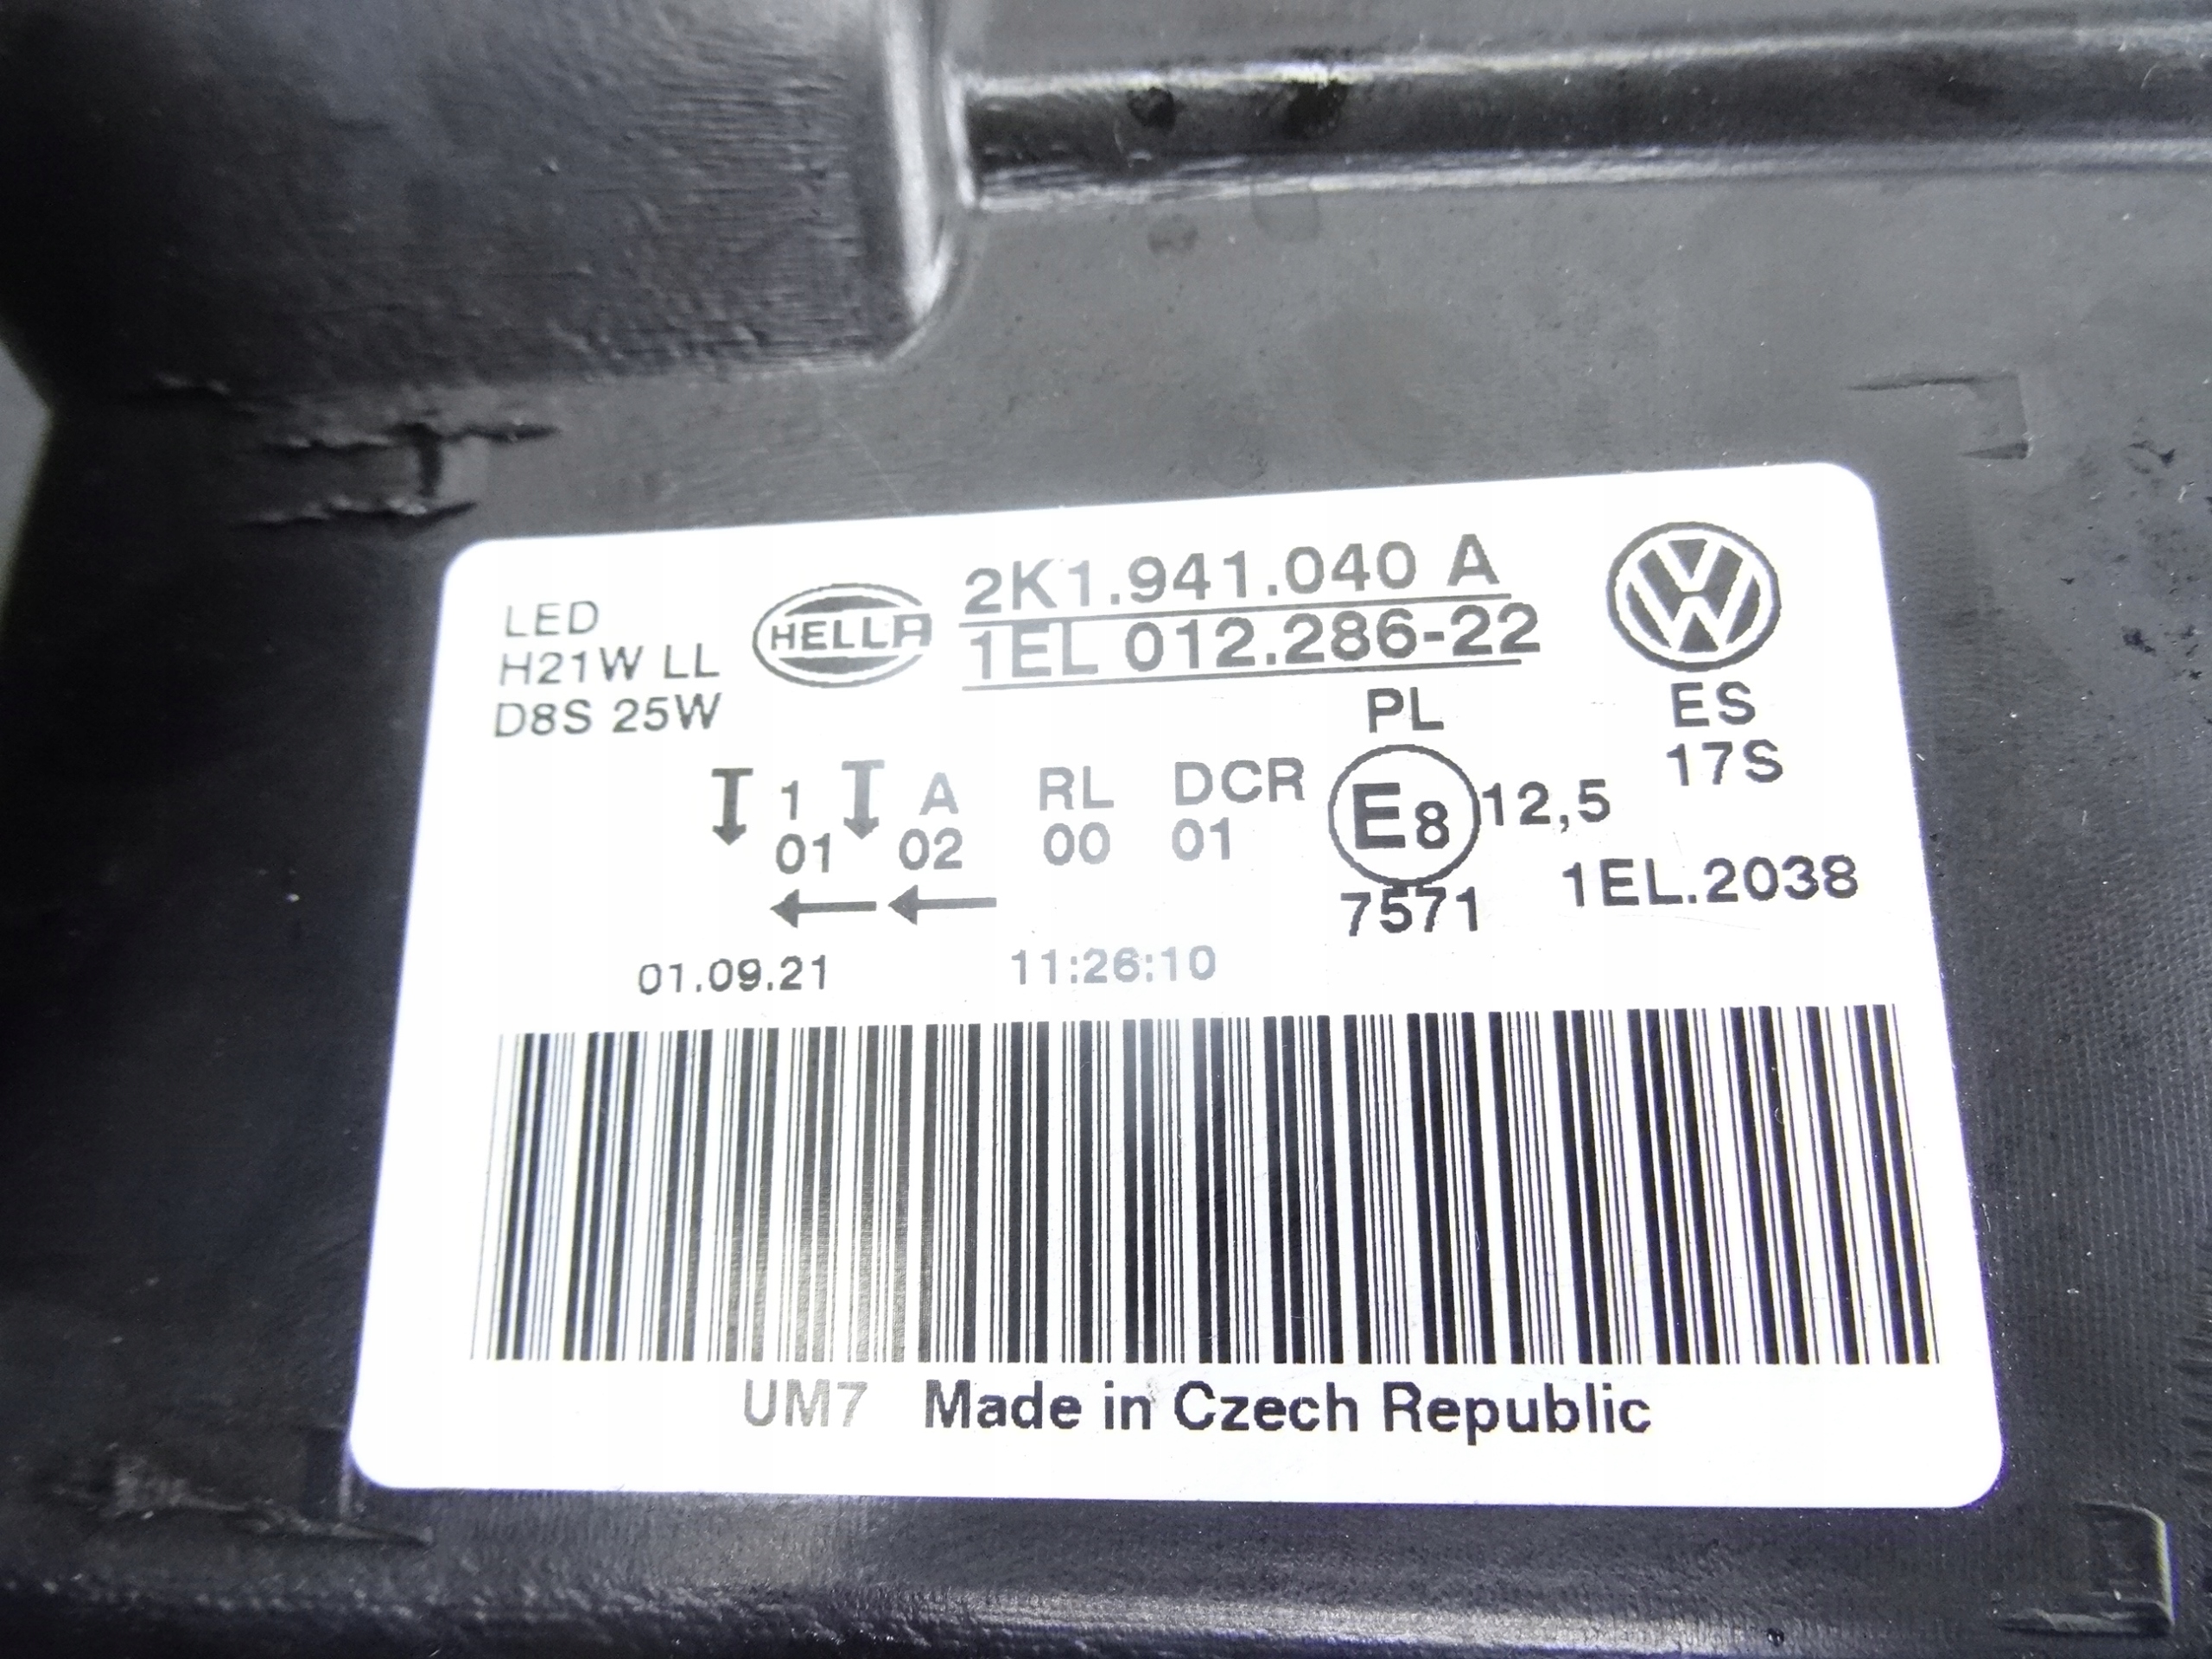 LED
H21W LL
D8S 25W
HELLA
2K1.941.040 A
1EL 012.286-22
PL
ES
17S
1 A RL DCR
01 02 00 01
E8 12,5
7571 1EL.2038
01.09.21 11:26:10
UM7 Made in Czech Republic